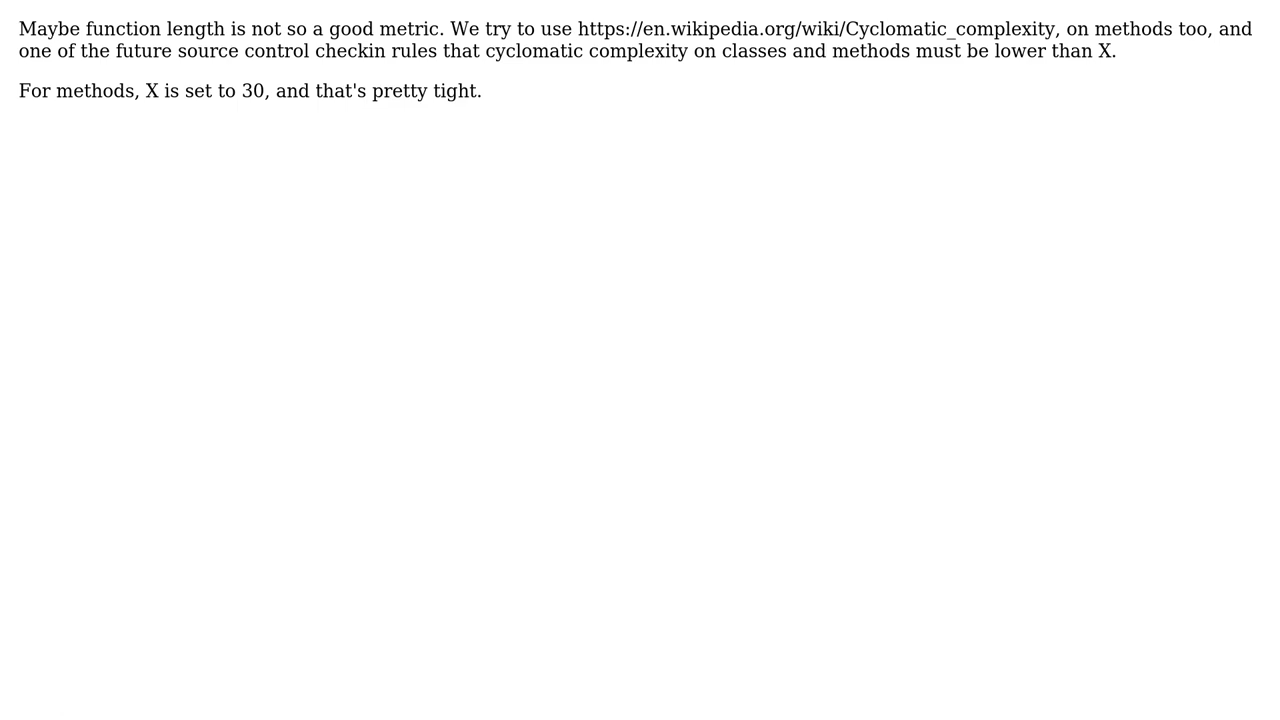 Maybe function length is not so a good metric. We try to use https://en.wikipedia.org/wiki/Cyclomatic_complexity, on methods too, and
one of the future source control checkin rules that cyclomatic complexity on classes and methods must be lower than X.
For methods, X is set to 30, and that's pretty tight.